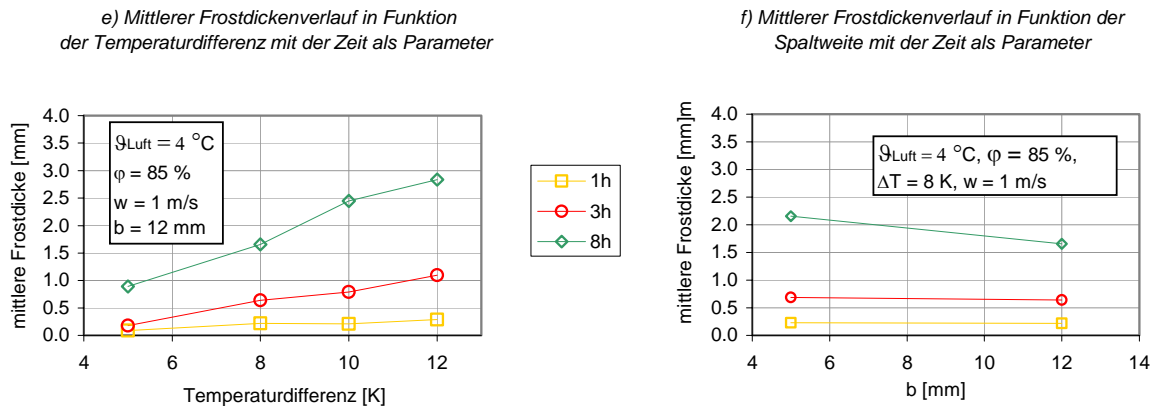 e) Mittlerer Frostdickenverlauf in Funktion
der Temperaturdifferenz mit der Zeit als Parameter
mittlere Frostdicke [mm]
4.0
3.5
3.0
2.5
2.0
1.5
1.0
0.5
0.0
ϑLuft = 4 °C
φ = 85 %
w = 1 m/s
b = 12 mm
4 6 8 10 12
Temperaturdifferenz [K]
1h
3h
8h
f) Mittlerer Frostdickenverlauf in Funktion der
Spaltweite mit der Zeit als Parameter
mittlere Frostdicke [mm]m
4.0
3.5
3.0
2.5
2.0
1.5
1.0
0.5
0.0
ϑLuft = 4 °C, φ = 85 %,
ΔT = 8 K, w = 1 m/s
4 6 8 10 12 14
b [mm]